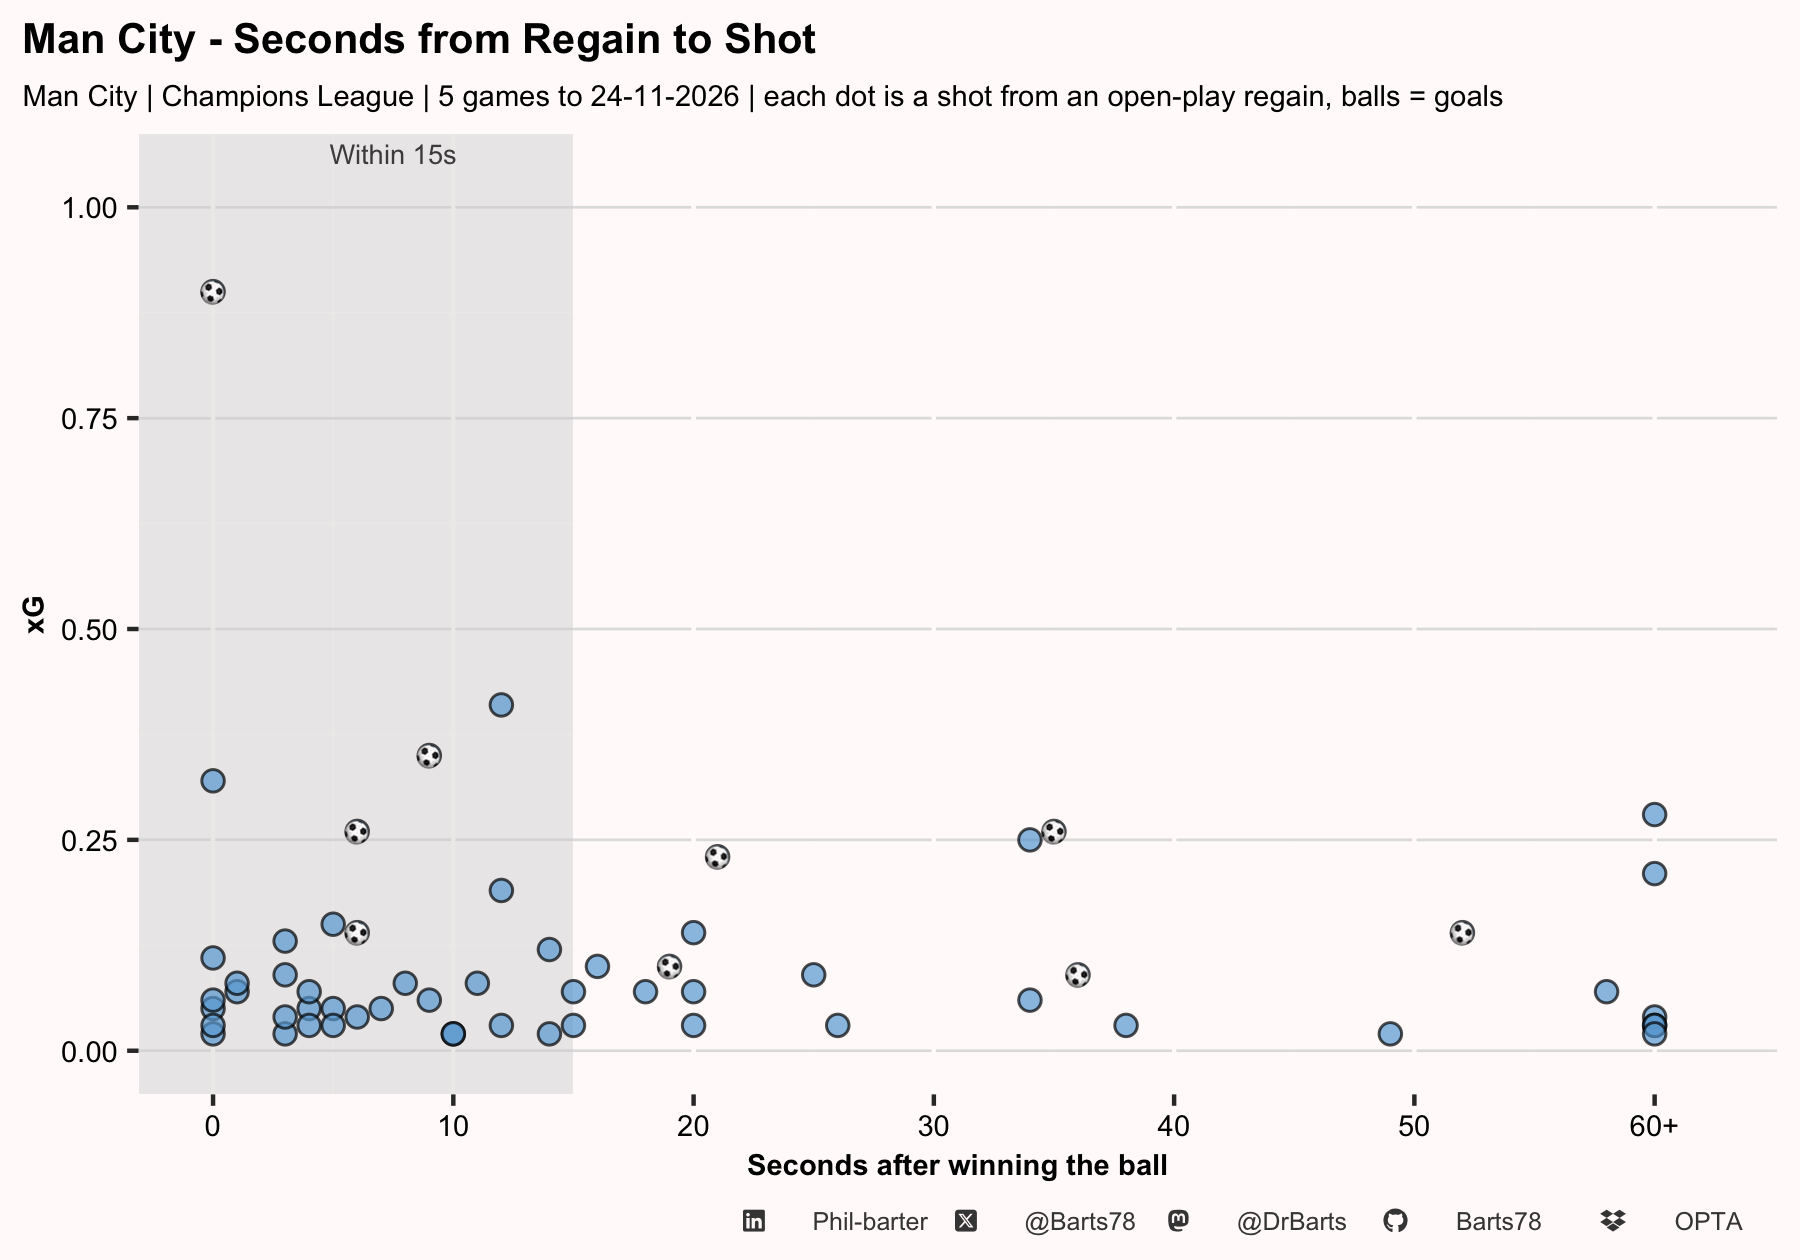 Man City - Seconds from Regain to Shot
Man City | Champions League | 5 games to 24-11-2026 | each dot is a shot from an open-play regain, balls = goals
Within 15s
1.00
0.75
0.50
0.25
0.00
xG
0 10 20 30 40 50 60+
Seconds after winning the ball
Phil-barter @Barts78 @DrBarts Barts78 OPTA